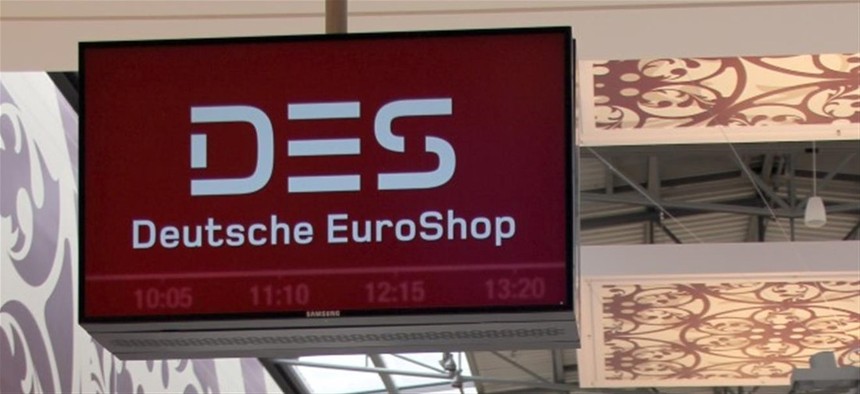 DES
Deutsche EuroShop
10:05 11:10 12:15 13:20
SAMSUNG